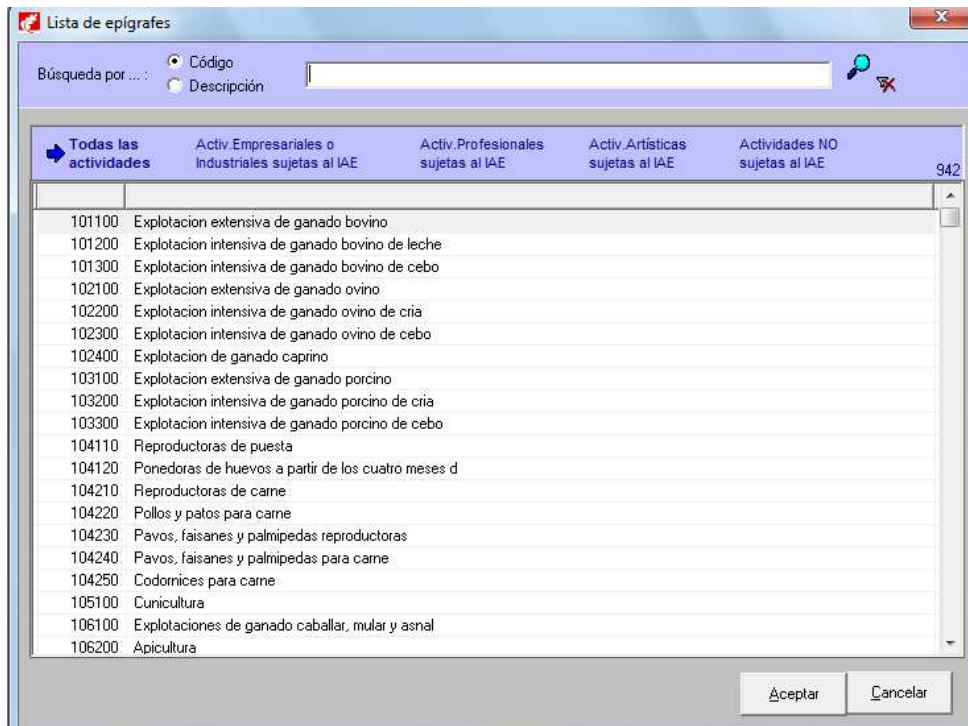 Lista de epígrafes
Búsqueda por ... :
Código
Descripción
Todas las actividades
Activ.Empresariales o Industriales sujetas al IAE
Activ.Profesionales sujetas al IAE
Activ.Artísticas sujetas al IAE
Actividades NO sujetas al IAE
942
101100 Explotacion extensiva de ganado bovino
101200 Explotacion intensiva de ganado bovino de leche
101300 Explotacion intensiva de ganado bovino de cebo
102100 Explotacion extensiva de ganado ovino
102200 Explotacion intensiva de ganado ovino de cria
102300 Explotacion intensiva de ganado ovino de cebo
102400 Explotacion de ganado caprino
103100 Explotacion extensiva de ganado porcino
103200 Explotacion intensiva de ganado porcino de cria
103300 Explotacion intensiva de ganado porcino de cebo
104110 Reproductoras de puesta
104120 Ponedoras de huevos a partir de los cuatro meses d
104210 Reproductoras de carne
104220 Pollos y patos para carne
104230 Pavos, faisanes y palmipedas reproductoras
104240 Pavos, faisanes y palmipedas para carne
104250 Codornices para carne
105100 Cunicultura
106100 Explotaciones de ganado caballar, mular y asnal
106200 Apicultura
Aceptar
Cancelar